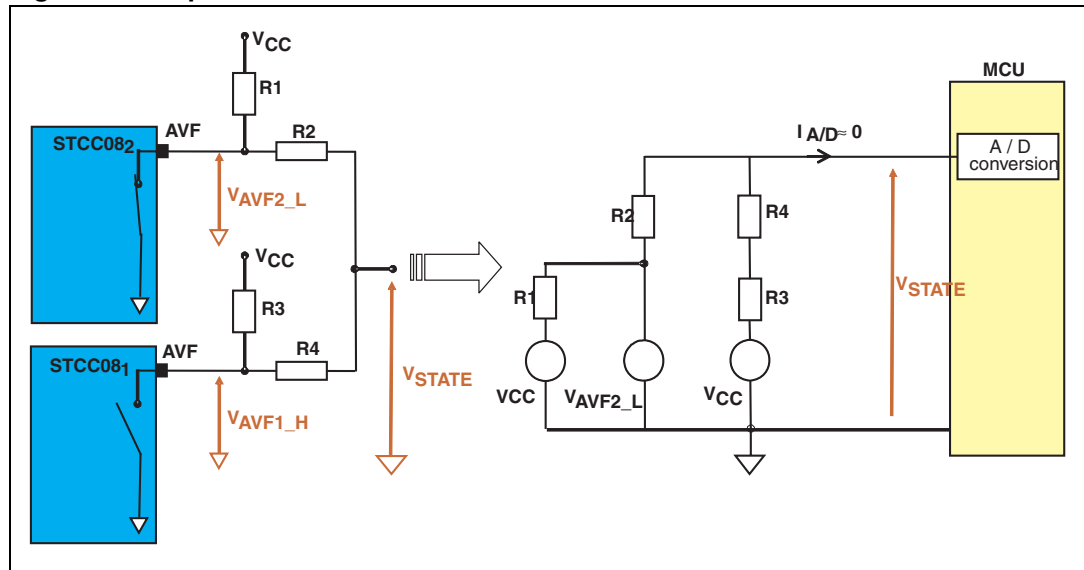 VCC
R1
STCC082
AVF
R2
VAVF2_L
VCC
R3
STCC081
AVF
R4
VAVF1_H
VSTATE
MCU
I A/D≈ 0
A / D
conversion
R2
R4
R1
R3
VSTATE
VCC
VAVF2_L
VCC